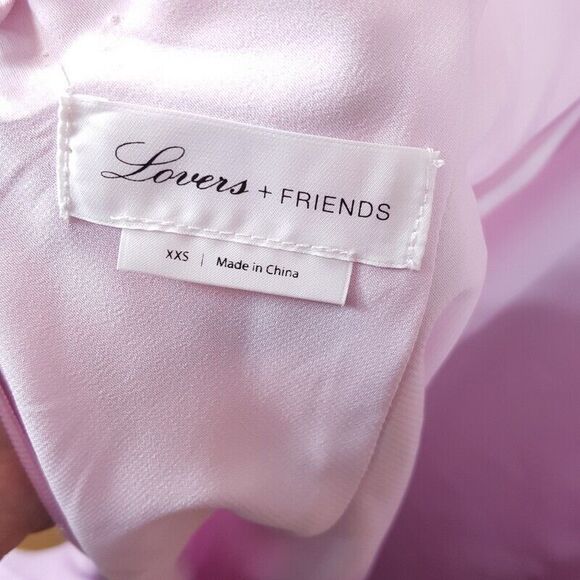 Lovers + FRIENDS
XXS | Made in China